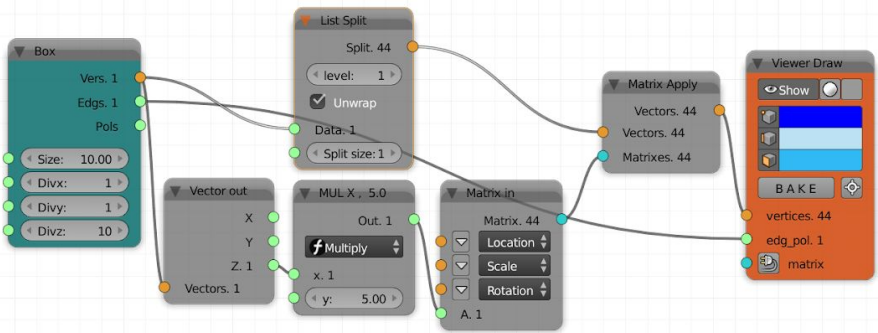 Box
Vers. 1
Edgs. 1
Pols
Size: 10.00
Divx: 1
Divy: 1
Divz: 10
List Split
Split. 44
level: 1
Unwrap
Data. 1
Split size: 1
Vector out
X
Y
Z. 1
Vectors. 1
MUL X , 5.0
Out. 1
Multiply
x. 1
y: 5.00
Matrix in
Matrix. 44
Location
Scale
Rotation
A. 1
Matrix Apply
Vectors. 44
Vectors. 44
Matrixes. 44
Viewer Draw
Show
BAKE
vertices. 44
edg_pol. 1
matrix